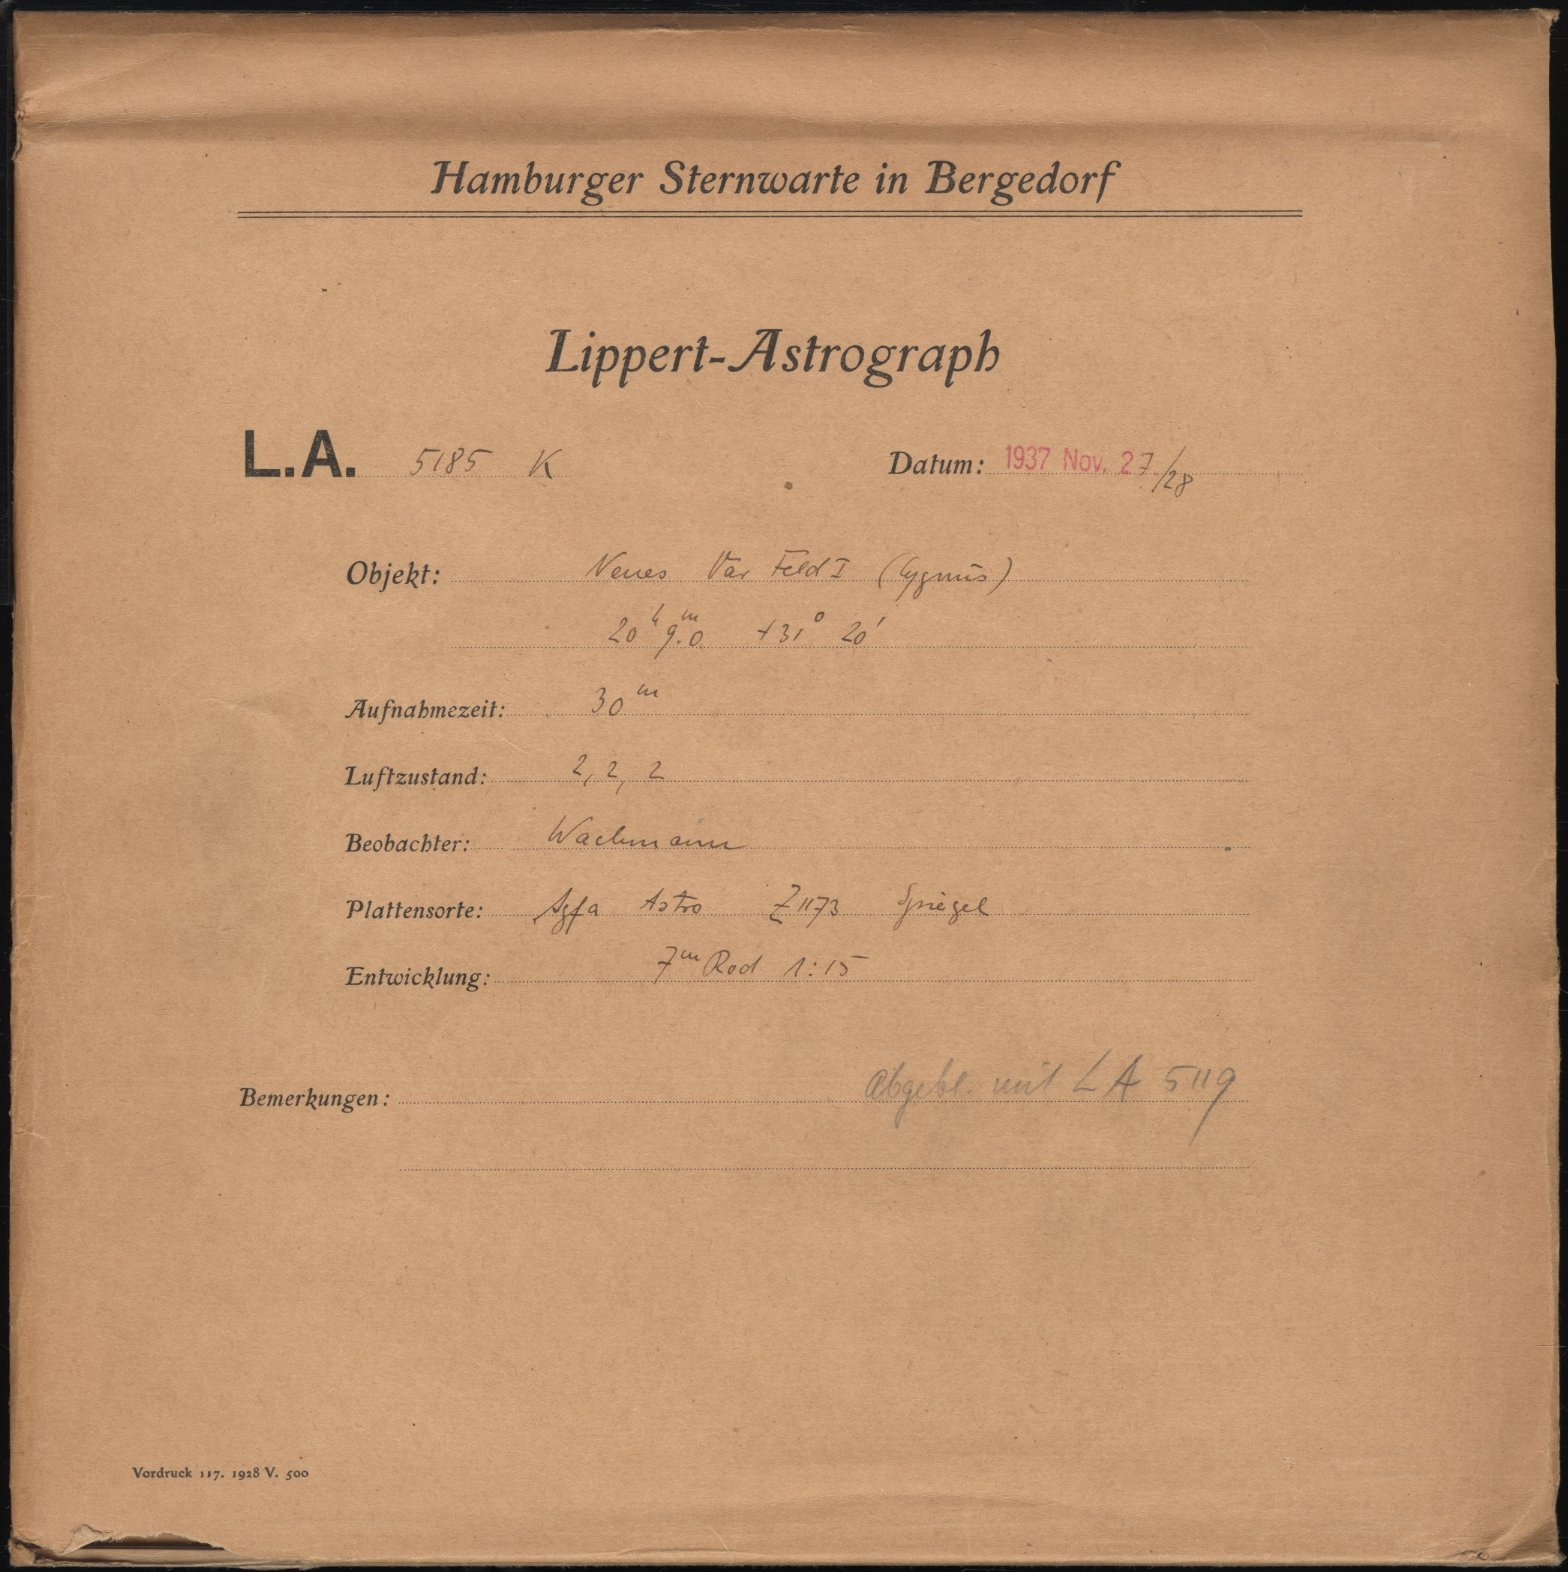 Hamburger Sternwarte in Bergedorf
Lippert-Astrograph
L.A. 5185 K Datum: 1937 Nov. 27./28
Objekt: Neues Var Feld I (Cygnus)
20ʰ 9ᵐ.0 +31° 20′
Aufnahmezeit: 30ᵐ
Luftzustand: 2, 2, 2
Beobachter: Wachmann
Plattensorte: Agfa Astro Z1173 Spiegel
Entwicklung: 7ᵐ Rod 1:15
Bemerkungen: abgebl. mit LA 5119
Vordruck 117. 1928 V. 500